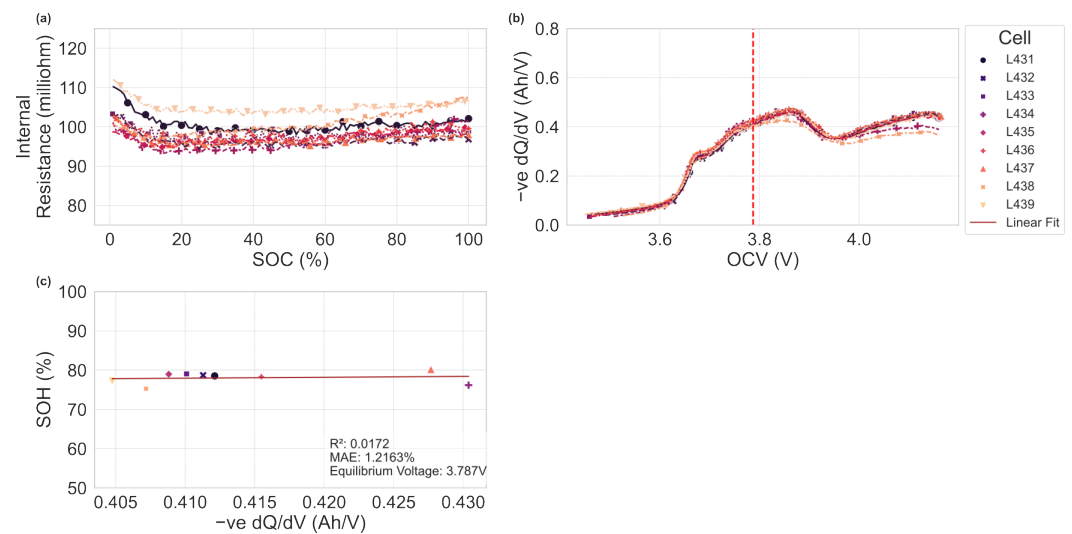 (a)
120
110
100
90
80
Internal
Resistance (milliohm)
0
20
40
60
80
100
SOC (%)
(b)
0.8
0.6
0.4
0.2
0.0
−ve dQ/dV (Ah/V)
3.6
3.8
4.0
OCV (V)
Cell
L431
L432
L433
L434
L435
L436
L437
L438
L439
Linear Fit
(c)
100
90
80
70
60
50
SOH (%)
R²: 0.0172
MAE: 1.2163%
Equilibrium Voltage: 3.787V
0.405
0.410
0.415
0.420
0.425
0.430
−ve dQ/dV (Ah/V)